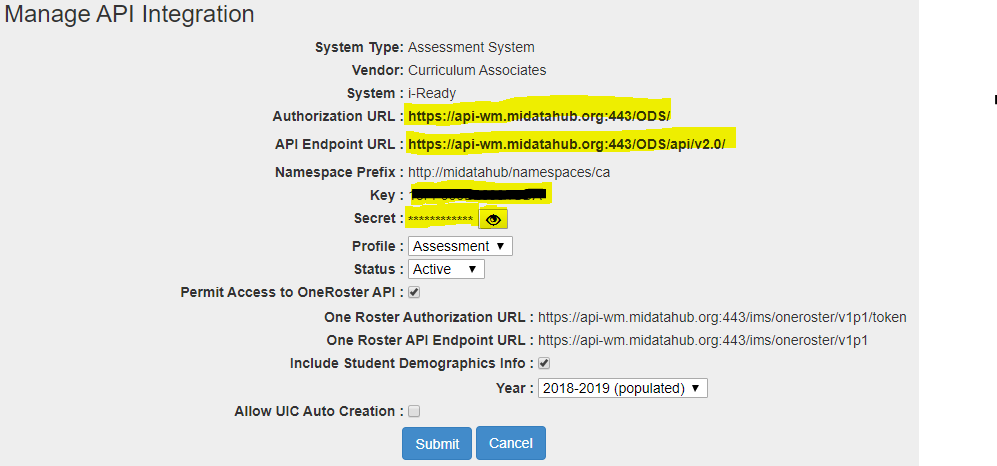 Manage API Integration
System Type: Assessment System
Vendor: Curriculum Associates
System : i-Ready
Authorization URL : https://api-wm.midatahub.org:443/ODS/
API Endpoint URL : https://api-wm.midatahub.org:443/ODS/api/v2.0/
Namespace Prefix : http://midatahub/namespaces/ca
Key :
Secret : ************
Profile : Assessment
Status : Active
Permit Access to OneRoster API :
One Roster Authorization URL : https://api-wm.midatahub.org:443/ims/oneroster/v1p1/token
One Roster API Endpoint URL : https://api-wm.midatahub.org:443/ims/oneroster/v1p1
Include Student Demographics Info :
Year : 2018-2019 (populated)
Allow UIC Auto Creation :
Submit Cancel